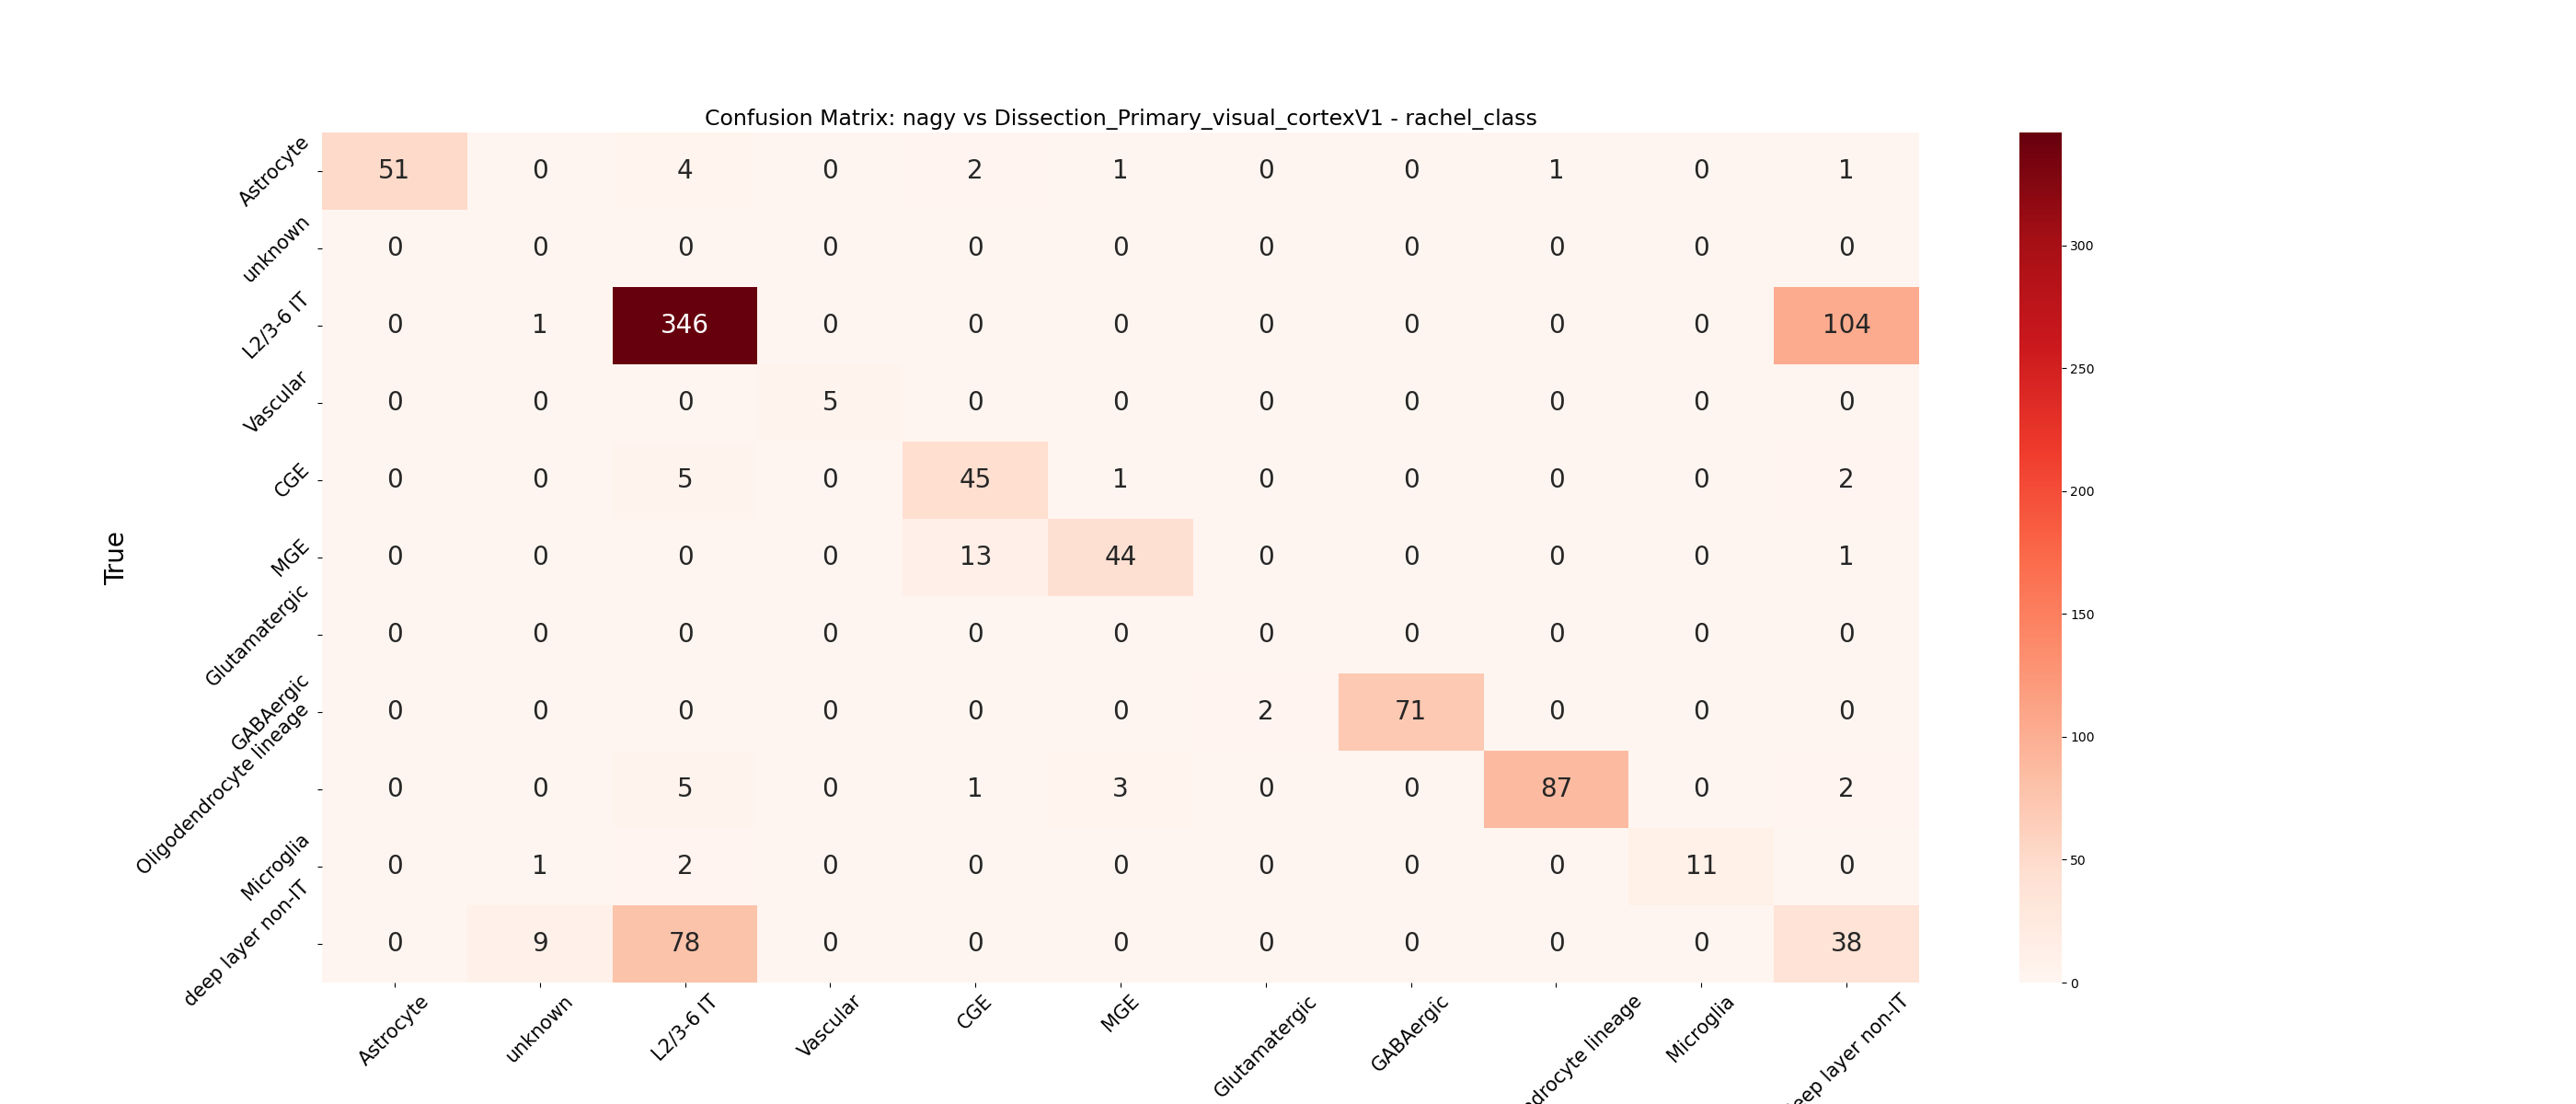 Confusion Matrix: nagy vs Dissection_Primary_visual_cortexV1 - rachel_class
True
Astrocyte 51 0 4 0 2 1 0 0 1 0 1
unknown 0 0 0 0 0 0 0 0 0 0 0
L2/3-6 IT 0 1 346 0 0 0 0 0 0 0 104
Vascular 0 0 0 5 0 0 0 0 0 0 0
CGE 0 0 5 0 45 1 0 0 0 0 2
MGE 0 0 0 0 13 44 0 0 0 0 1
Glutamatergic 0 0 0 0 0 0 0 0 0 0 0
GABAergic 0 0 0 0 0 0 2 71 0 0 0
Oligodendrocyte lineage 0 0 5 0 1 3 0 0 87 0 2
Microglia 0 1 2 0 0 0 0 0 0 11 0
deep layer non-IT 0 9 78 0 0 0 0 0 0 0 38
Astrocyte unknown L2/3-6 IT Vascular CGE MGE Glutamatergic GABAergic ndrocyte lineage Microglia eep layer non-IT
300
250
200
150
100
50
0